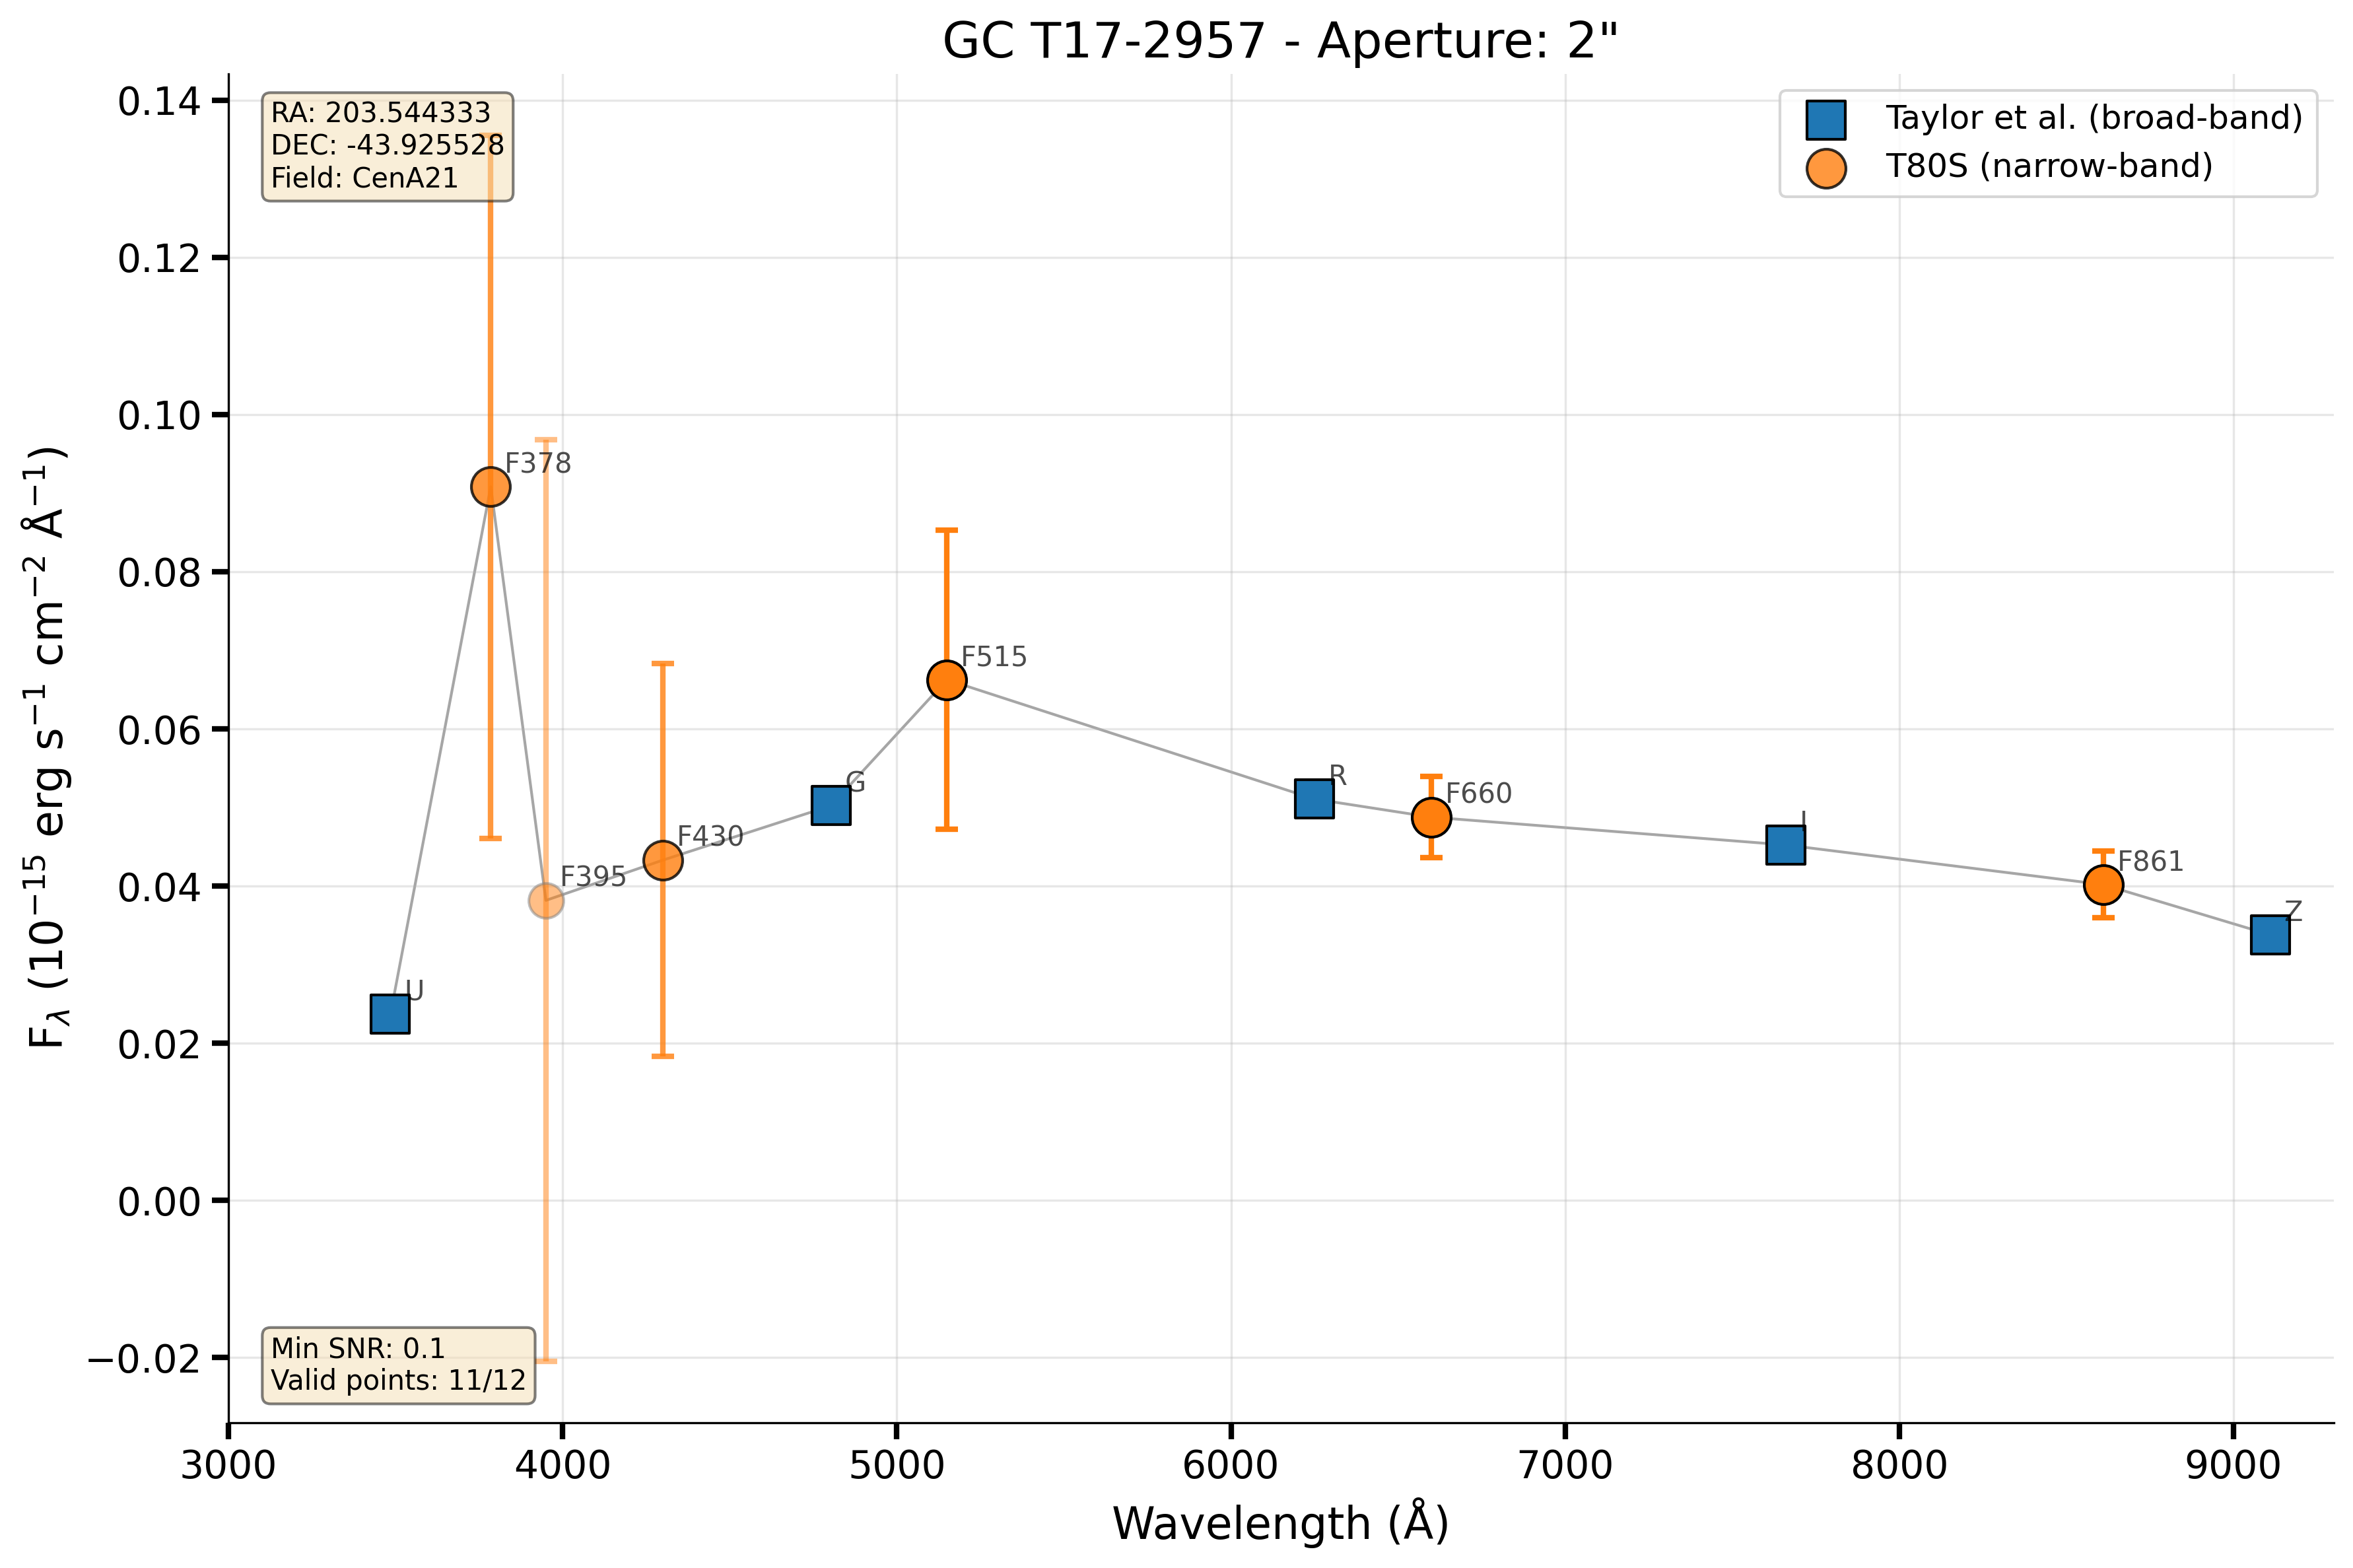 GC T17-2957 - Aperture: 2"
RA: 203.544333
DEC: -43.925528
Field: CenA21
Taylor et al. (broad-band)
T80S (narrow-band)
0.14
0.12
0.10
0.08
0.06
0.04
0.02
0.00
−0.02
F$_λ$ (10$^{−15}$ erg s$^{−1}$ cm$^{−2}$ Å$^{−1}$)
U
F378
F395
F430
G
F515
R
F660
I
F861
Z
Min SNR: 0.1
Valid points: 11/12
3000 4000 5000 6000 7000 8000 9000
Wavelength (Å)